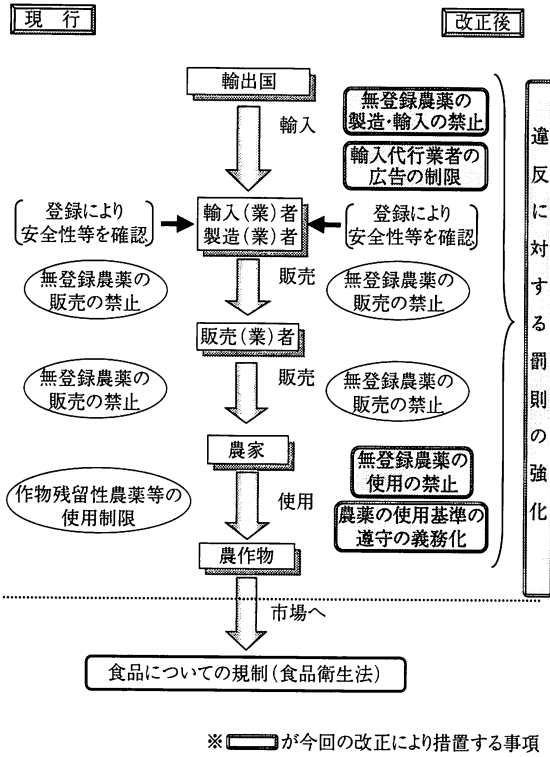 現 行
改正後
輸出国
輸入
無登録農薬の
製造・輸入の禁止
輸入代行業者の
広告の制限
登録により
安全性等を確認
輸入(業)者
製造(業)者
登録により
安全性等を確認
無登録農薬の
販売の禁止
販売
無登録農薬の
販売の禁止
販売(業)者
無登録農薬の
販売の禁止
販売
無登録農薬の
販売の禁止
農家
作物残留性農薬等の
使用制限
使用
無登録農薬の
使用の禁止
農薬の使用基準の
遵守の義務化
農作物
違反に対する罰則の強化
市場へ
食品についての規制(食品衛生法)
※ が今回の改正により措置する事項